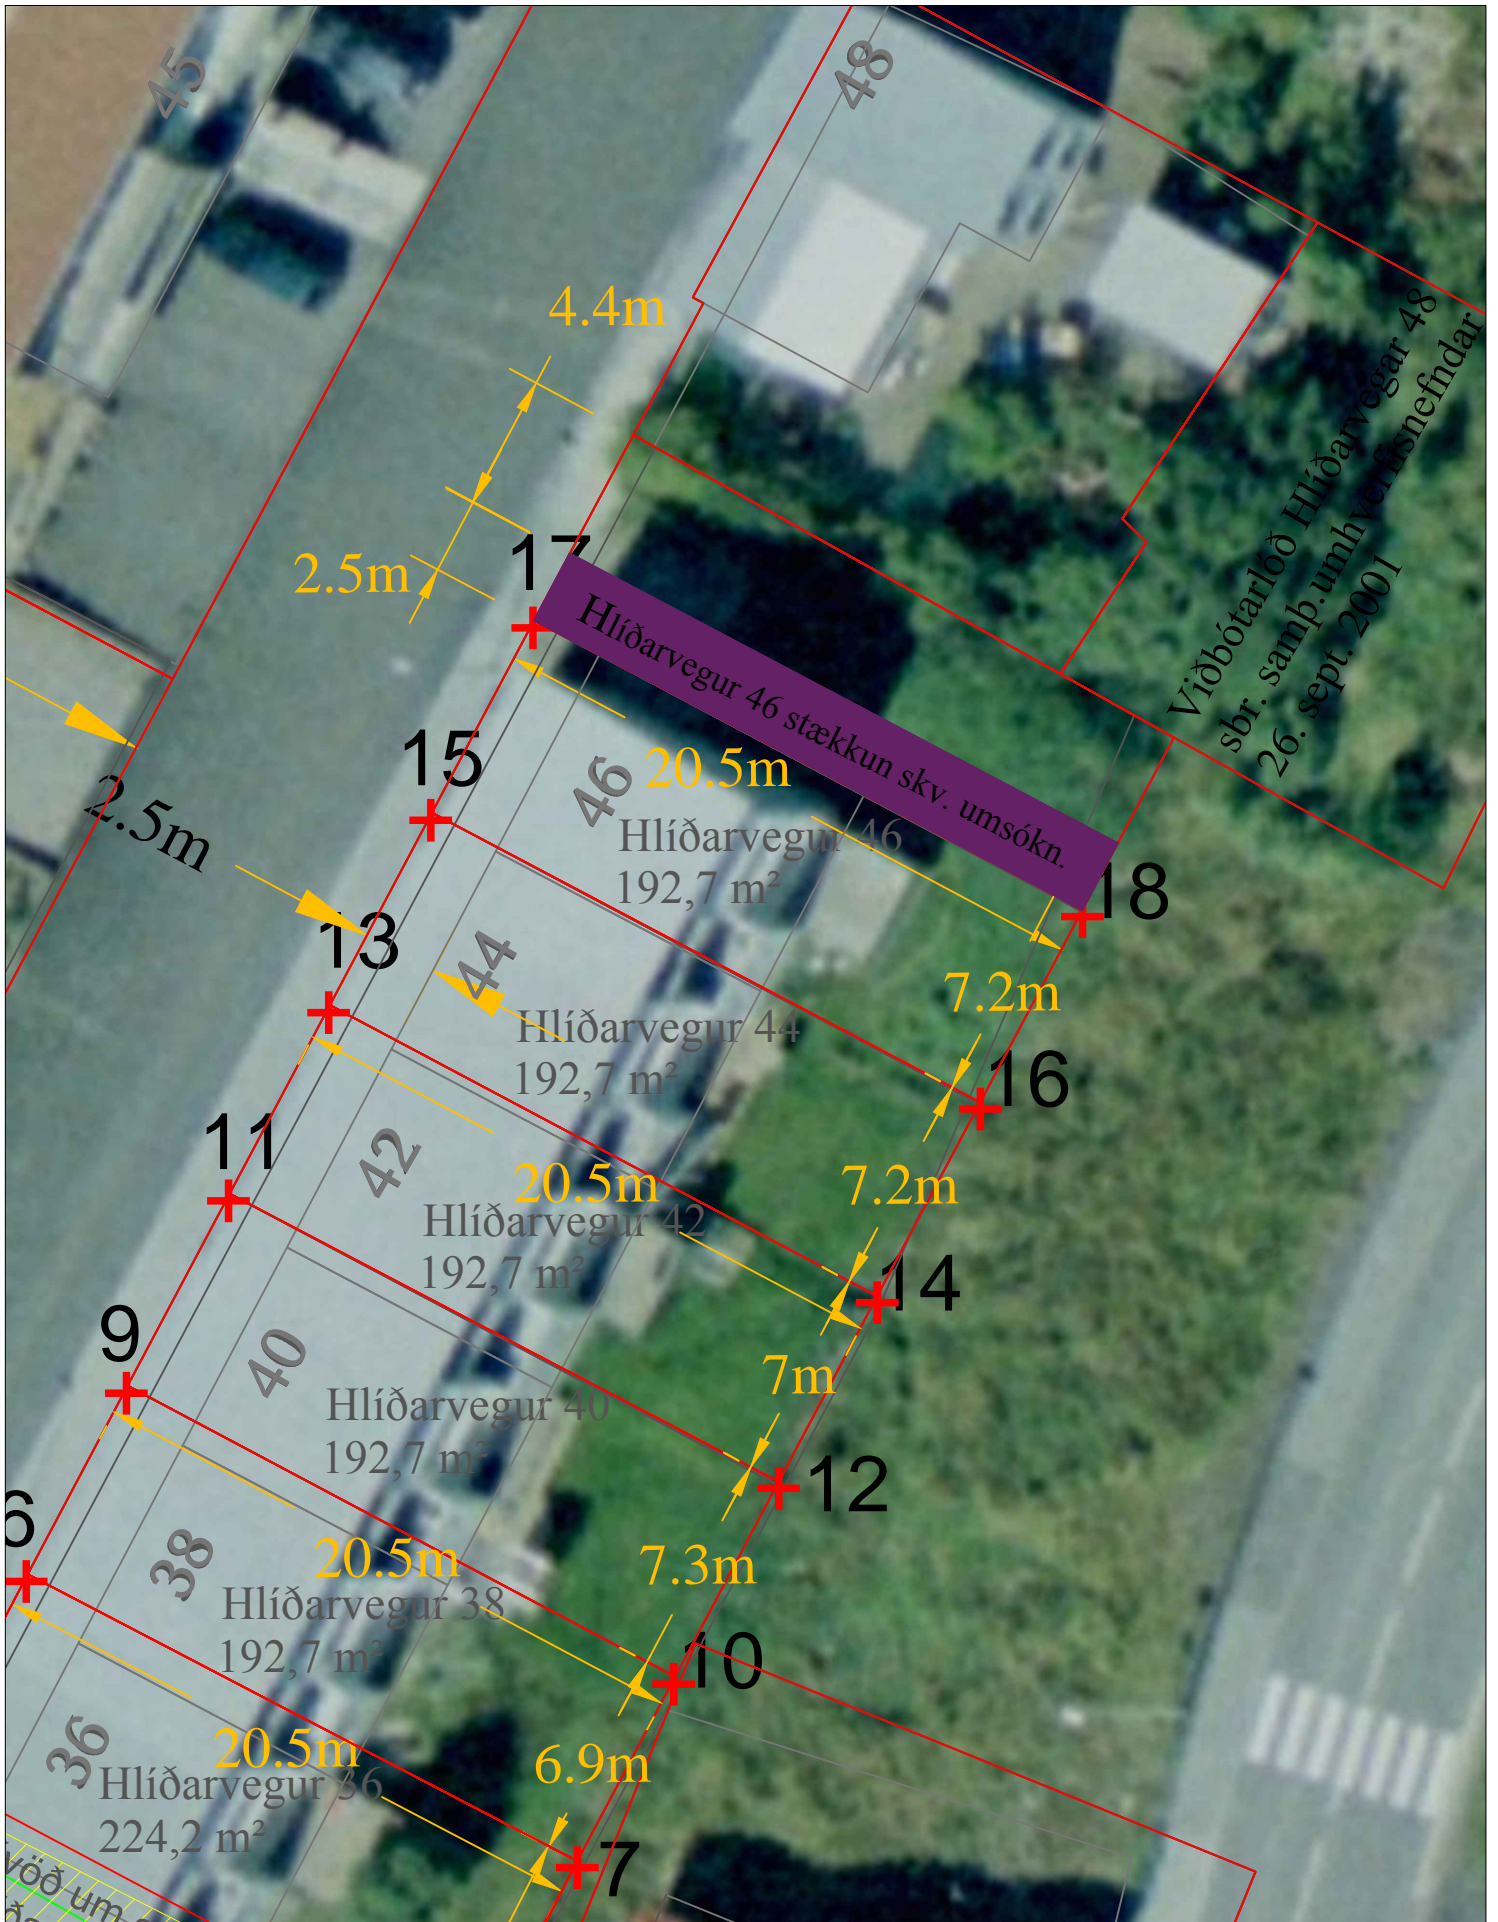 45
48
4.4m
Viðbótarlóð Hlíðarvegar 48
sbr. samb.umhverfisnefndar
26. sept. 2001
17
2.5m
Hlíðarvegur 46 stækkun skv. umsókn.
15
46
20.5m
Hlíðarvegur 46
192,7 m²
2.5m
18
13
44
7.2m
Hlíðarvegur 44
192,7 m²
16
11
42
20.5m
7.2m
Hlíðarvegur 42
192,7 m²
14
9
40
7m
Hlíðarvegur 40
192,7 m²
12
6
38
20.5m
7.3m
Hlíðarvegur 38
192,7 m²
10
36
20.5m
6.9m
Hlíðarvegur 36
224,2 m²
7
vöð um